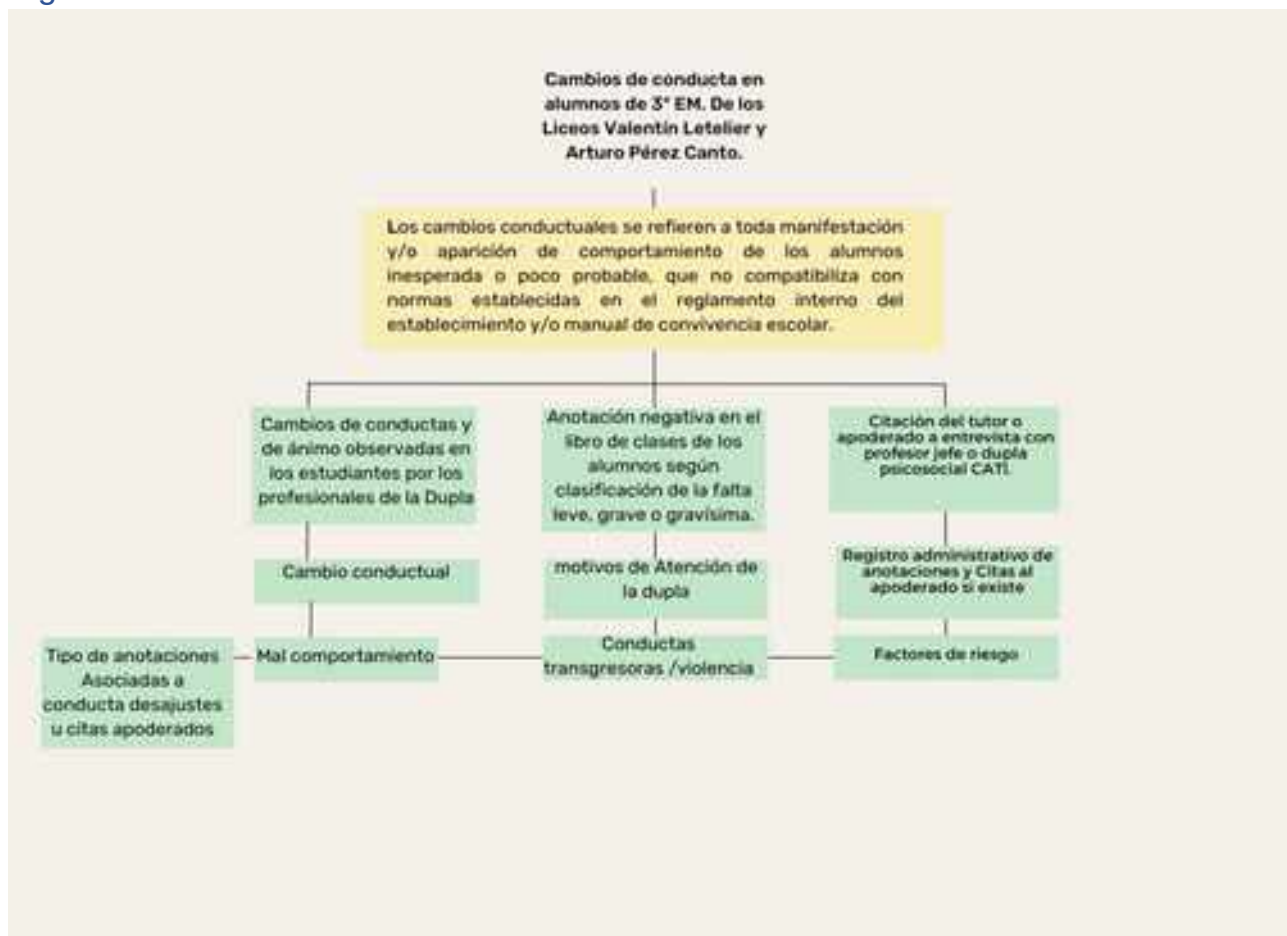 Cambios de conducta en
alumnos de 3° EM. De los
Liceos Valentín Letelier y
Arturo Pérez Canto.
Los cambios conductuales se refieren a toda manifestación
y/o aparición de comportamiento de los alumnos
inesperada o poco probable, que no compatibiliza con
normas establecidas en el reglamento interno del
establecimiento y/o manual de convivencia escolar.
Cambios de conductas y
de ánimo observadas en
los estudiantes por los
profesionales de la Dupla
Anotación negativa en el
libro de clases de los
alumnos según
clasificación de la falta
leve, grave o gravísima.
Citación del tutor o
apoderado a entrevista con
profesor jefe o dupla
psicosocial CATI.
Cambio conductual
motivos de Atención de
la dupla
Registro administrativo de
anotaciones y Citas al
apoderado si existe
Tipo de anotaciones
Asociadas a
conducta desajustes
u citas apoderados
Mal comportamiento
Conductas
transgresoras /violencia
Factores de riesgo